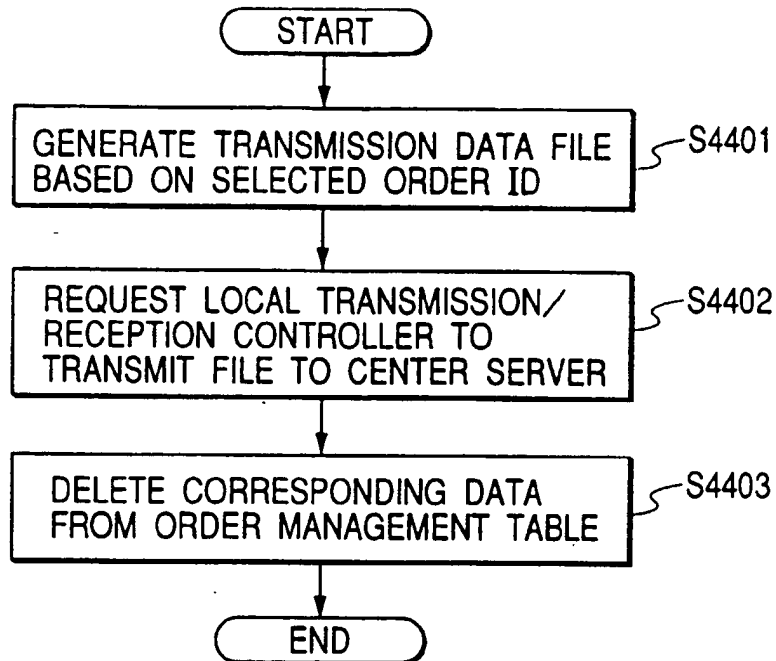 START
GENERATE TRANSMISSION DATA FILE
BASED ON SELECTED ORDER ID
S4401
REQUEST LOCAL TRANSMISSION/
RECEPTION CONTROLLER TO
TRANSMIT FILE TO CENTER SERVER
S4402
DELETE CORRESPONDING DATA
FROM ORDER MANAGEMENT TABLE
S4403
END